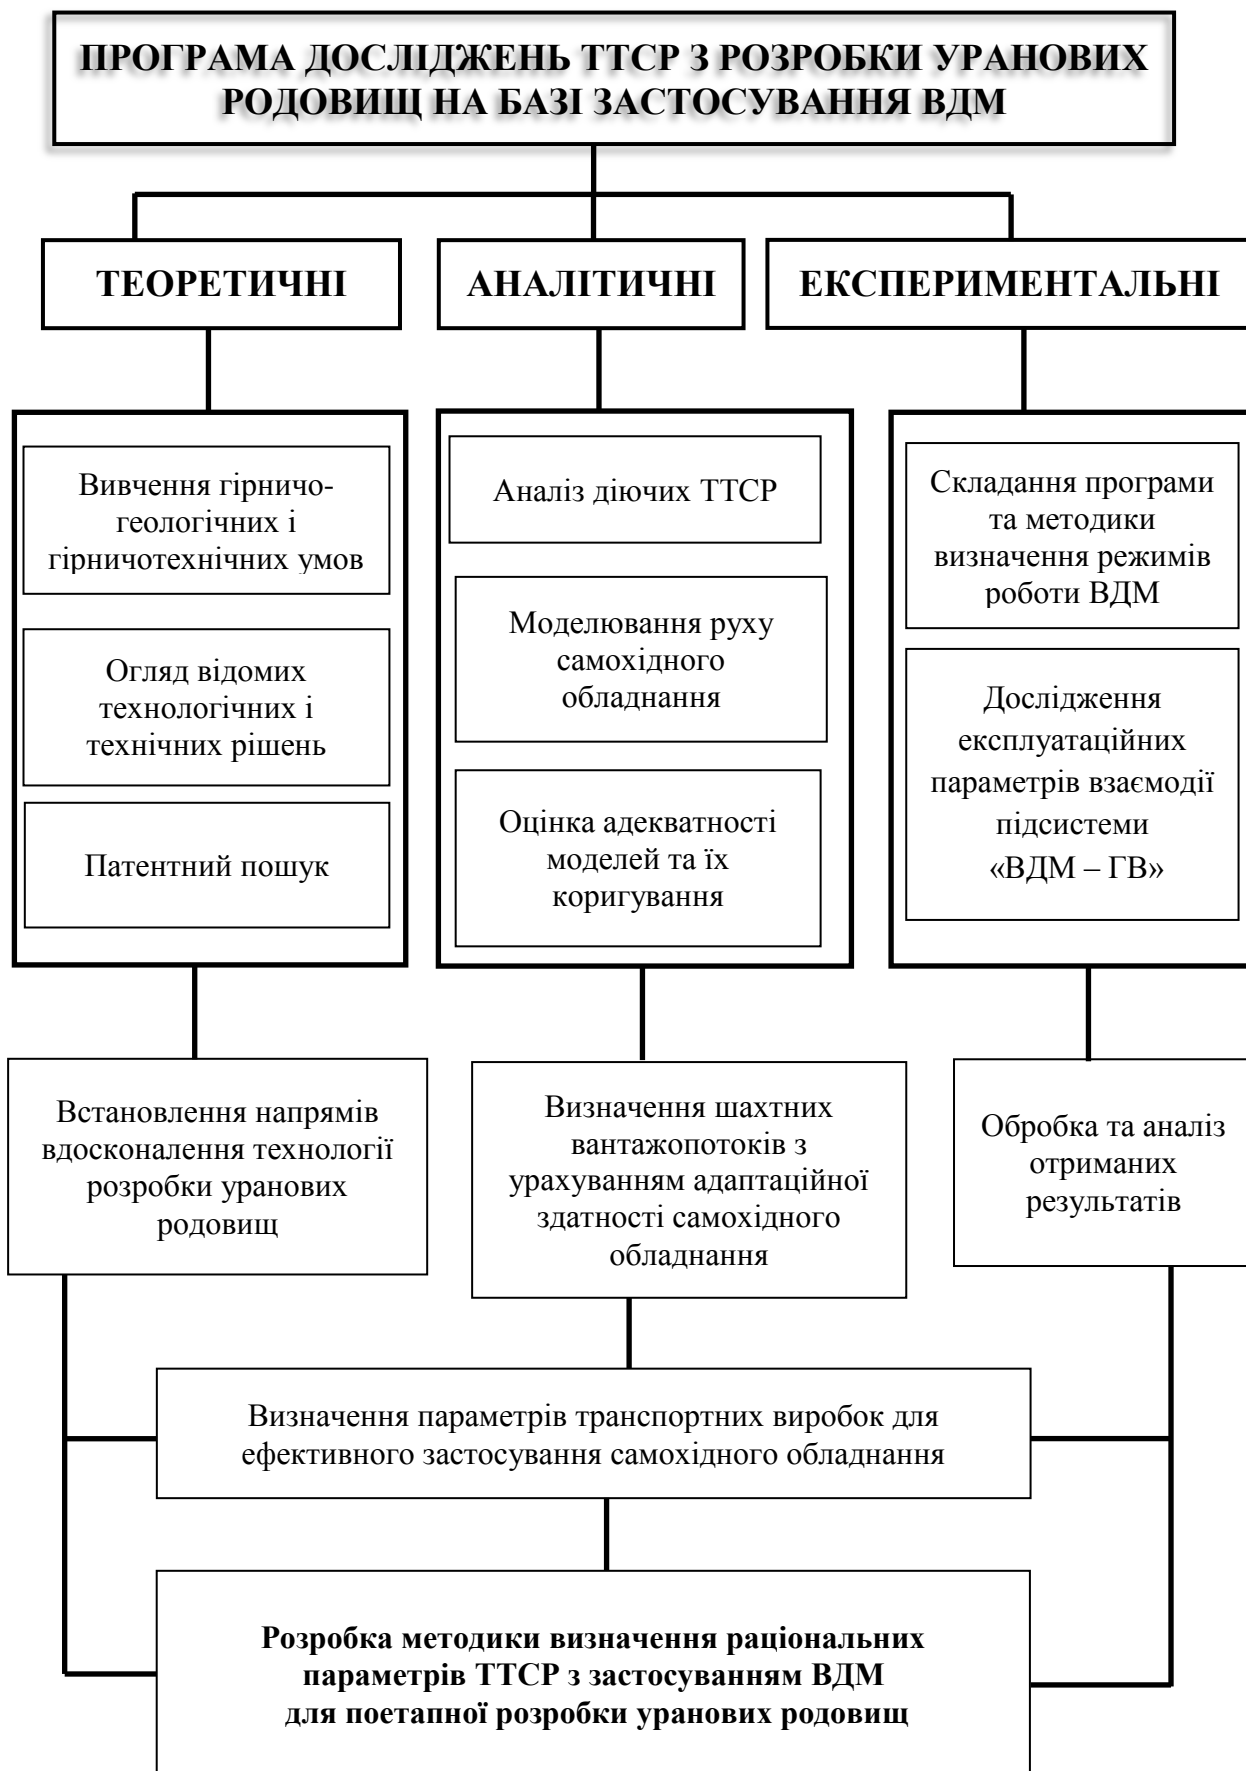 ПРОГРАМА ДОСЛІДЖЕНЬ ТТСР З РОЗРОБКИ УРАНОВИХ
РОДОВИЩ НА БАЗІ ЗАСТОСУВАННЯ ВДМ
ТЕОРЕТИЧНІ
АНАЛІТИЧНІ
ЕКСПЕРИМЕНТАЛЬНІ
Вивчення гірничо-
геологічних і
гірничотехнічних умов
Огляд відомих
технологічних і
технічних рішень
Патентний пошук
Аналіз діючих ТТСР
Моделювання руху
самохідного
обладнання
Оцінка адекватності
моделей та їх
коригування
Складання програми
та методики
визначення режимів
роботи ВДМ
Дослідження
експлуатаційних
параметрів взаємодії
підсистеми
«ВДМ – ГВ»
Встановлення напрямів
вдосконалення технології
розробки уранових
родовищ
Визначення шахтних
вантажопотоків з
урахуванням адаптаційної
здатності самохідного
обладнання
Обробка та аналіз
отриманих
результатів
Визначення параметрів транспортних виробок для
ефективного застосування самохідного обладнання
Розробка методики визначення раціональних
параметрів ТТСР з застосуванням ВДМ
для поетапної розробки уранових родовищ